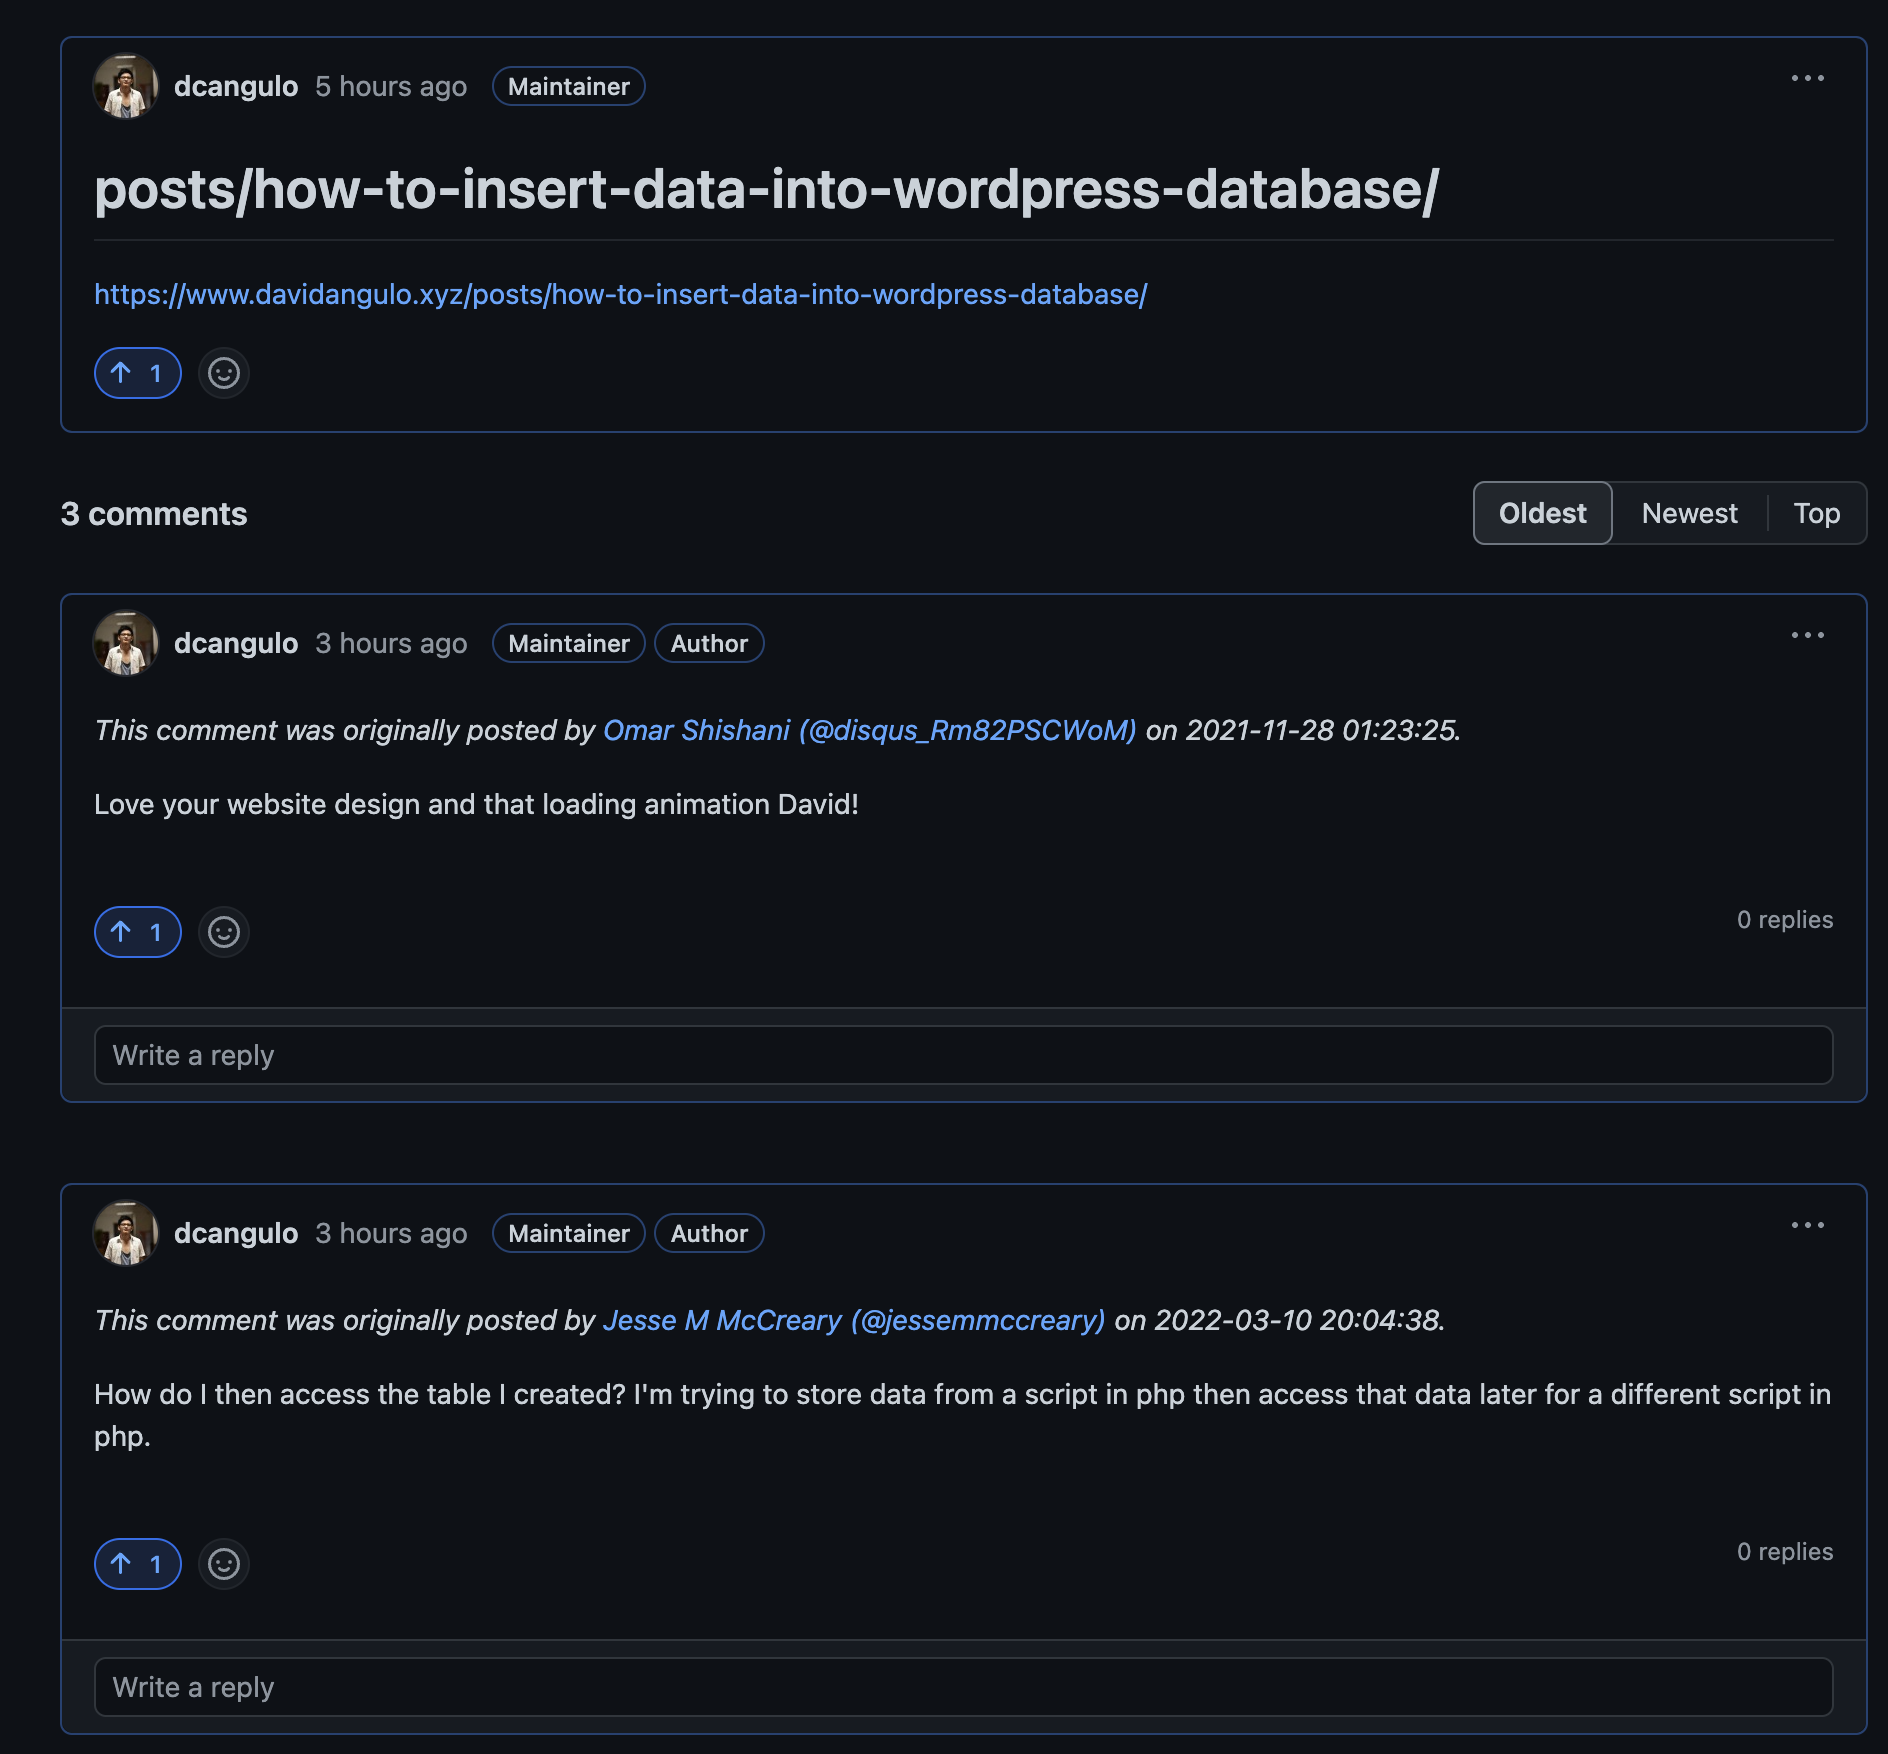 dcangulo 5 hours ago Maintainer
posts/how-to-insert-data-into-wordpress-database/
https://www.davidangulo.xyz/posts/how-to-insert-data-into-wordpress-database/
1
3 comments
Oldest Newest Top
dcangulo 3 hours ago Maintainer Author
This comment was originally posted by Omar Shishani (@disqus_Rm82PSCWoM) on 2021-11-28 01:23:25.
Love your website design and that loading animation David!
1
0 replies
Write a reply
dcangulo 3 hours ago Maintainer Author
This comment was originally posted by Jesse M McCreary (@jessemmccreary) on 2022-03-10 20:04:38.
How do I then access the table I created? I'm trying to store data from a script in php then access that data later for a different script in
php.
1
0 replies
Write a reply